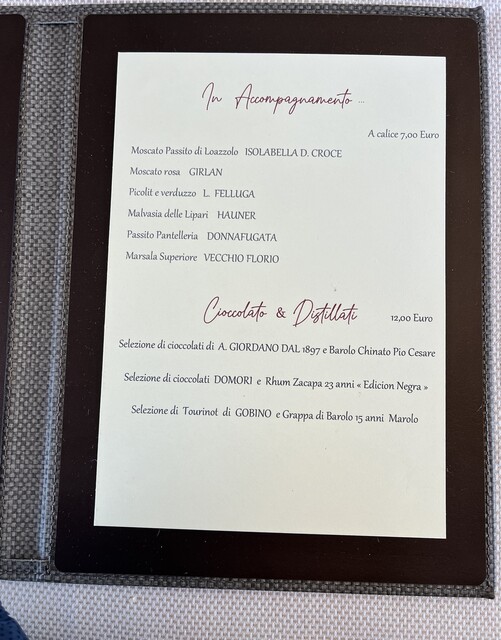 In Accompagnamento ...
A calice 7,00 Euro
Moscato Passito di Loazzolo ISOLABELLA D. CROCE
Moscato rosa GIRLAN
Picolit e verduzzo L. FELLUGA
Malvasia delle Lipari HAUNER
Passito Pantelleria DONNAFUGATA
Marsala Superiore VECCHIO FLORIO
Cioccolato & Distillati 12,00 Euro
Selezione di cioccolati di A. GIORDANO DAL 1897 e Barolo Chinato Pio Cesare
Selezione di cioccolati DOMORI e Rhum Zacapa 23 anni « Edicion Negra »
Selezione di Tourinot di GOBINO e Grappa di Barolo 15 anni Marolo